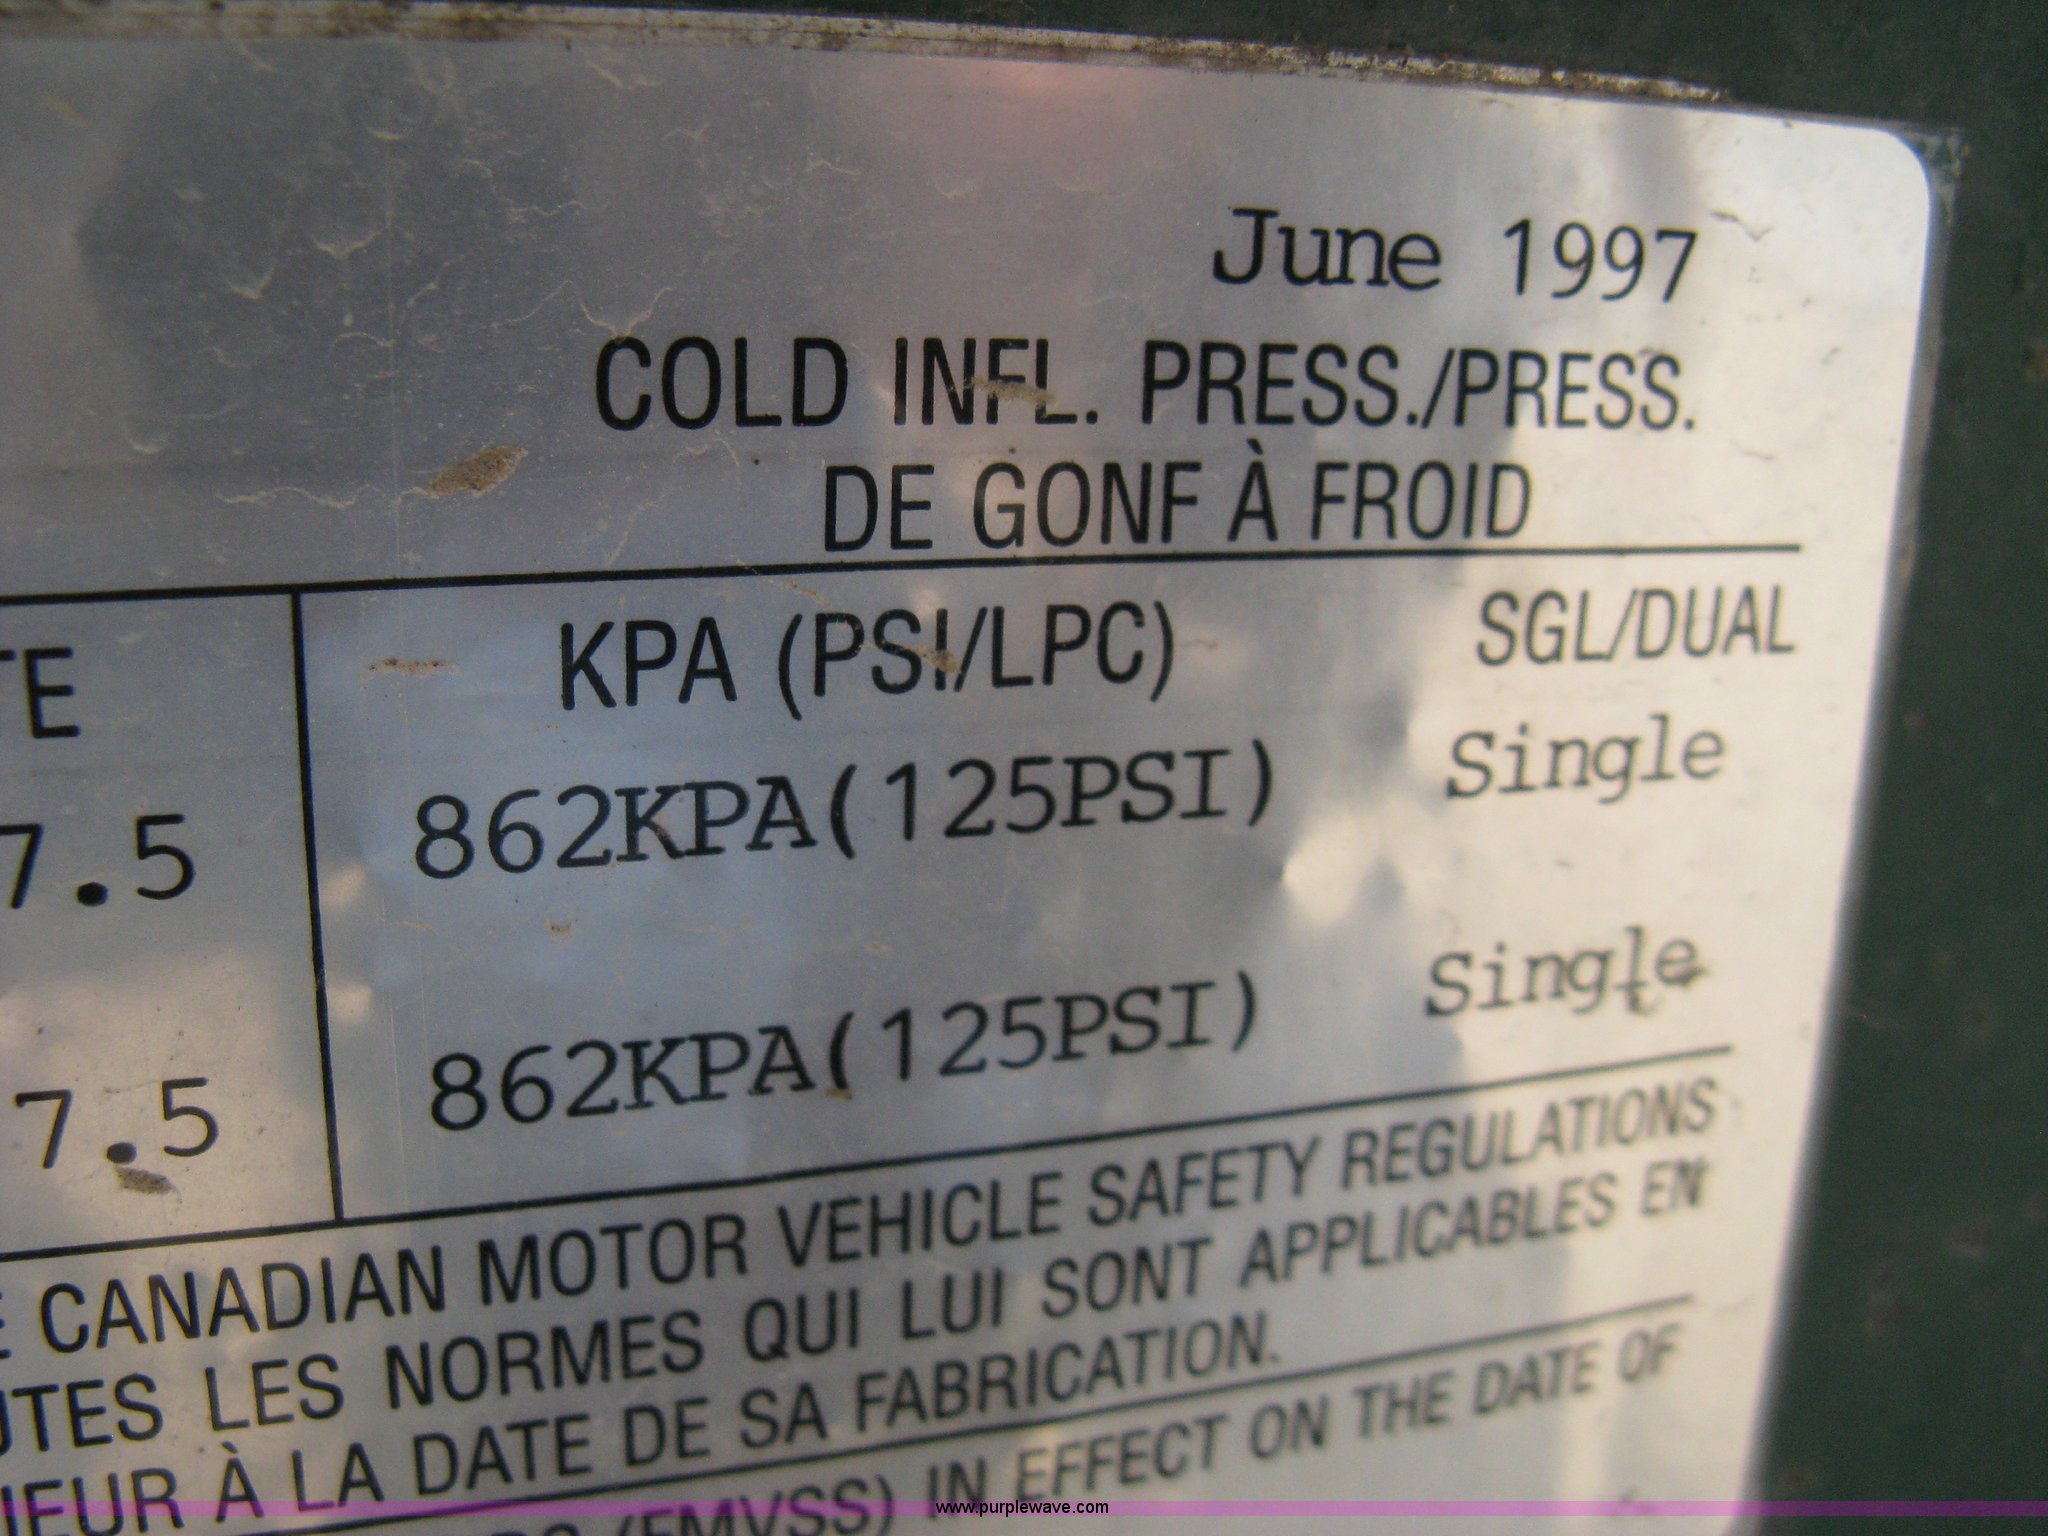 June 1997
COLD INFL. PRESS./PRESS.
DE GONF À FROID
KPA (PSI/LPC) SGL/DUAL
7.5 862KPA(125PSI) Single
7.5 862KPA(125PSI) Single
CANADIAN MOTOR VEHICLE SAFETY REGULATIONS
LES NORMES QUI LUI SONT APPLICABLES EN
À LA DATE DE SA FABRICATION.
(FMVSS) IN EFFECT ON THE DATE OF
www.purplewave.com